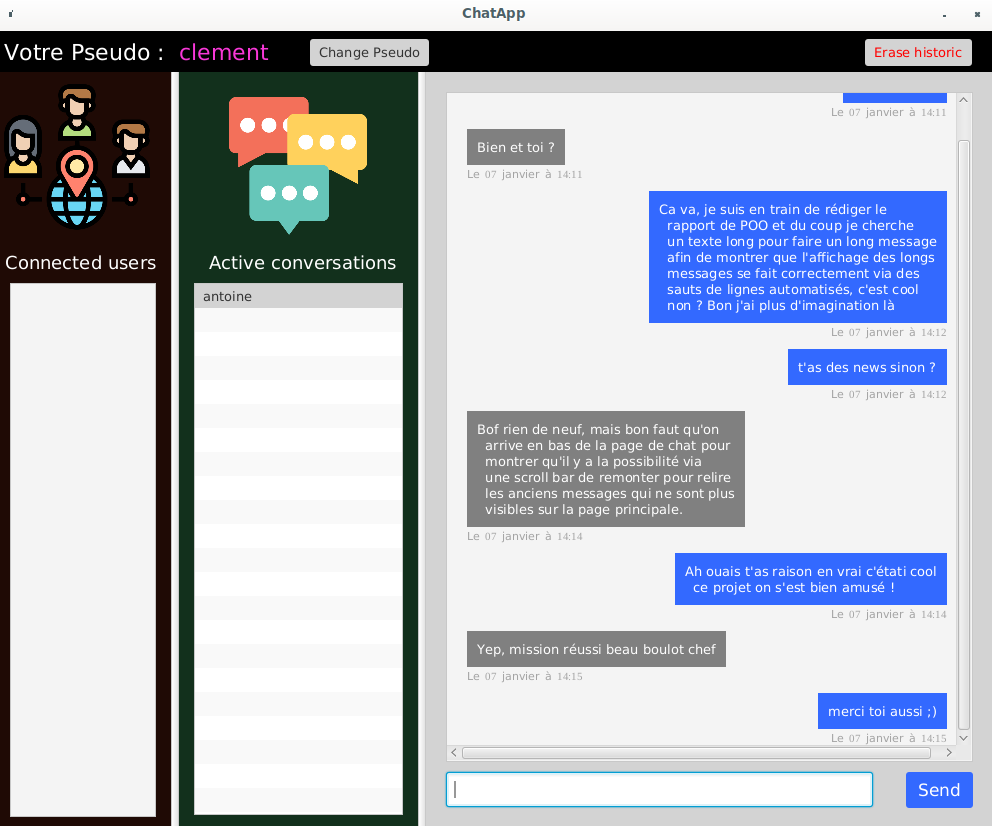 ChatApp
Votre Pseudo : clement
Change Pseudo
Erase historic
Connected users
Active conversations
antoine
Le 07 janvier à 14:11
Bien et toi ?
Le 07 janvier à 14:11
Ca va, je suis en train de rédiger le
rapport de POO et du coup je cherche
un texte long pour faire un long message
afin de montrer que l'affichage des longs
messages se fait correctement via des
sauts de lignes automatisés, c'est cool
non ? Bon j'ai plus d'imagination là
Le 07 janvier à 14:12
t'as des news sinon ?
Le 07 janvier à 14:12
Bof rien de neuf, mais bon faut qu'on
arrive en bas de la page de chat pour
montrer qu'il y a la possibilité via
une scroll bar de remonter pour relire
les anciens messages qui ne sont plus
visibles sur la page principale.
Le 07 janvier à 14:14
Ah ouais t'as raison en vrai c'étati cool
ce projet on s'est bien amusé !
Le 07 janvier à 14:14
Yep, mission réussi beau boulot chef
Le 07 janvier à 14:15
merci toi aussi ;)
Le 07 janvier à 14:15
Send